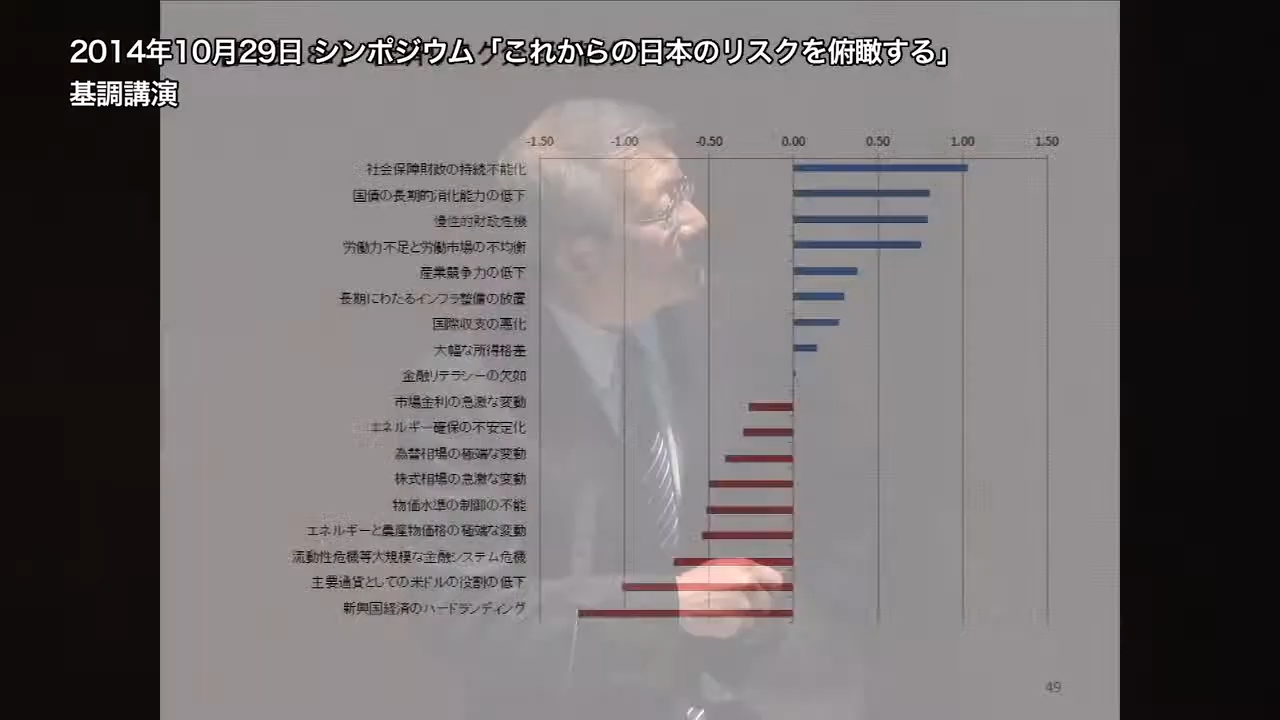 2014年10月29日 シンポジウム「これからの日本のリスクを俯瞰する」
基調講演
-1.50 -1.00 -0.50 0.00 0.50 1.00 1.50
社会保障財政の持続不能化
国債の長期的消化能力の低下
慢性的財政危機
労働力不足と労働市場の不均衡
産業競争力の低下
長期にわたるインフラ整備の放置
国際収支の悪化
大幅な所得格差
金融リテラシーの欠如
市場金利の急激な変動
エネルギー確保の不安定化
為替相場の極端な変動
株式相場の急激な変動
物価水準の制御の不能
エネルギーと農産物価格の極端な変動
流動性危機等大規模な金融システム危機
主要通貨としての米ドルの役割の低下
新興国経済のハードランディング
49